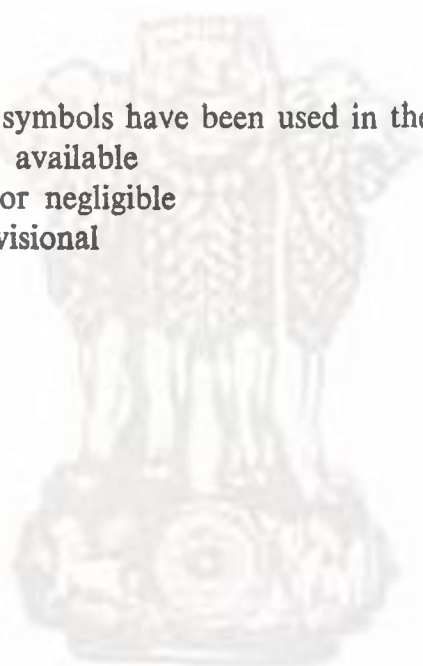 symbols have been used in the
available
or negligible
visional